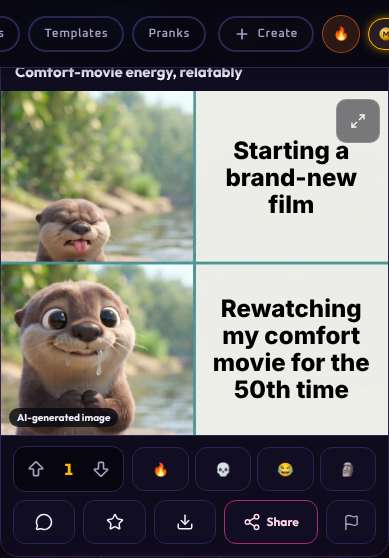 s
Templates
Pranks
+ Create
Comfort-movie energy, relatably
Starting a
brand-new
film
Rewatching
my comfort
movie for the
50th time
AI-generated image
1
Share